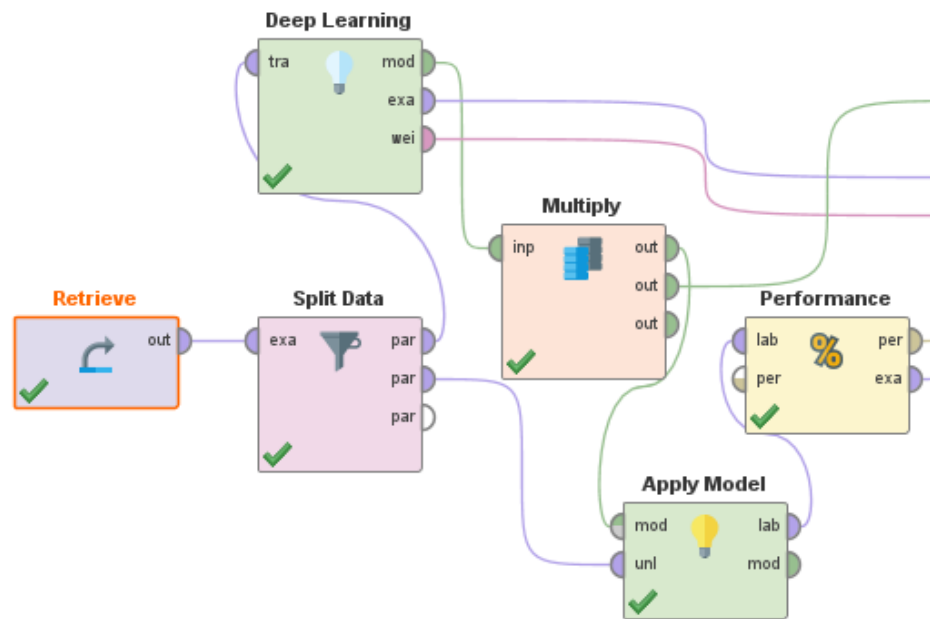 Deep Learning
tra mod
exa
wei
Multiply
inp out
out
out
Retrieve
out
Split Data
exa par
par
par
Performance
lab per
per exa
Apply Model
mod lab
unl mod